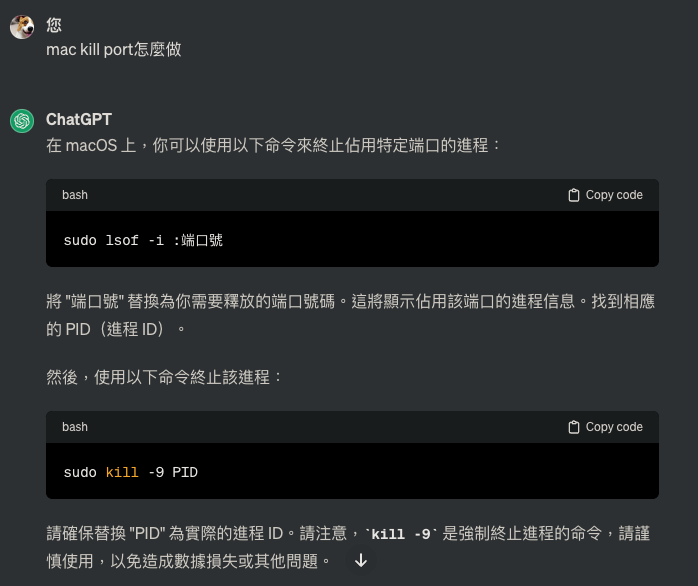 您
mac kill port怎麼做
ChatGPT
在 macOS 上，你可以使用以下命令來終止佔用特定端口的進程：
bash
Copy code
sudo lsof -i :端口號
將 "端口號" 替換為你需要釋放的端口號碼。這將顯示佔用該端口的進程信息。找到相應
的 PID（進程 ID）。
然後，使用以下命令終止該進程：
bash
Copy code
sudo kill -9 PID
請確保替換 "PID" 為實際的進程 ID。請注意，`kill -9` 是強制終止進程的命令，請謹
慎使用，以免造成數據損失或其他問題。